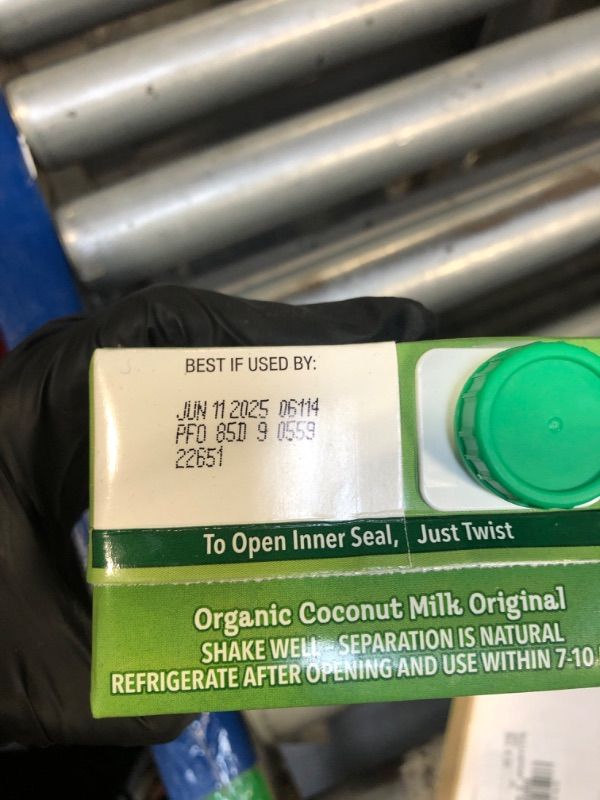 BEST IF USED BY:
JUN 11 2025 06114
PFO 85D 9 0559
22651
To Open Inner Seal, Just Twist
Organic Coconut Milk Original
SHAKE WELL SEPARATION IS NATURAL
REFRIGERATE AFTER OPENING AND USE WITHIN 7-10